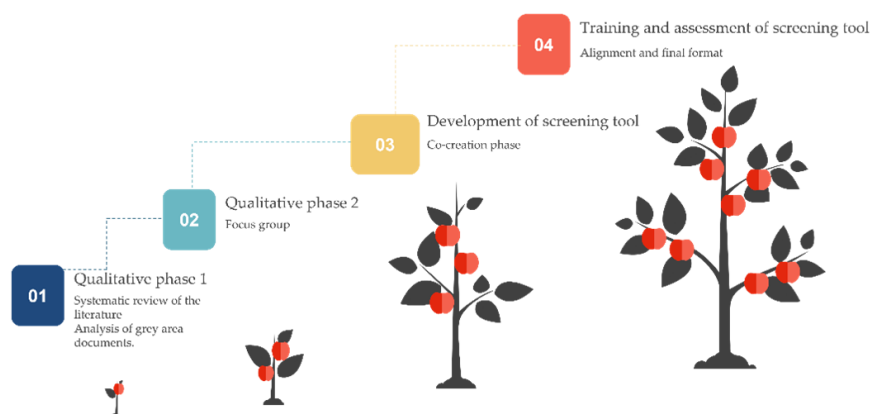 01
Qualitative phase 1
Systematic review of the
literature
Analysis of grey area
documents.
02
Qualitative phase 2
Focus group
03
Development of screening tool
Co-creation phase
04
Training and assessment of screening tool
Alignment and final format